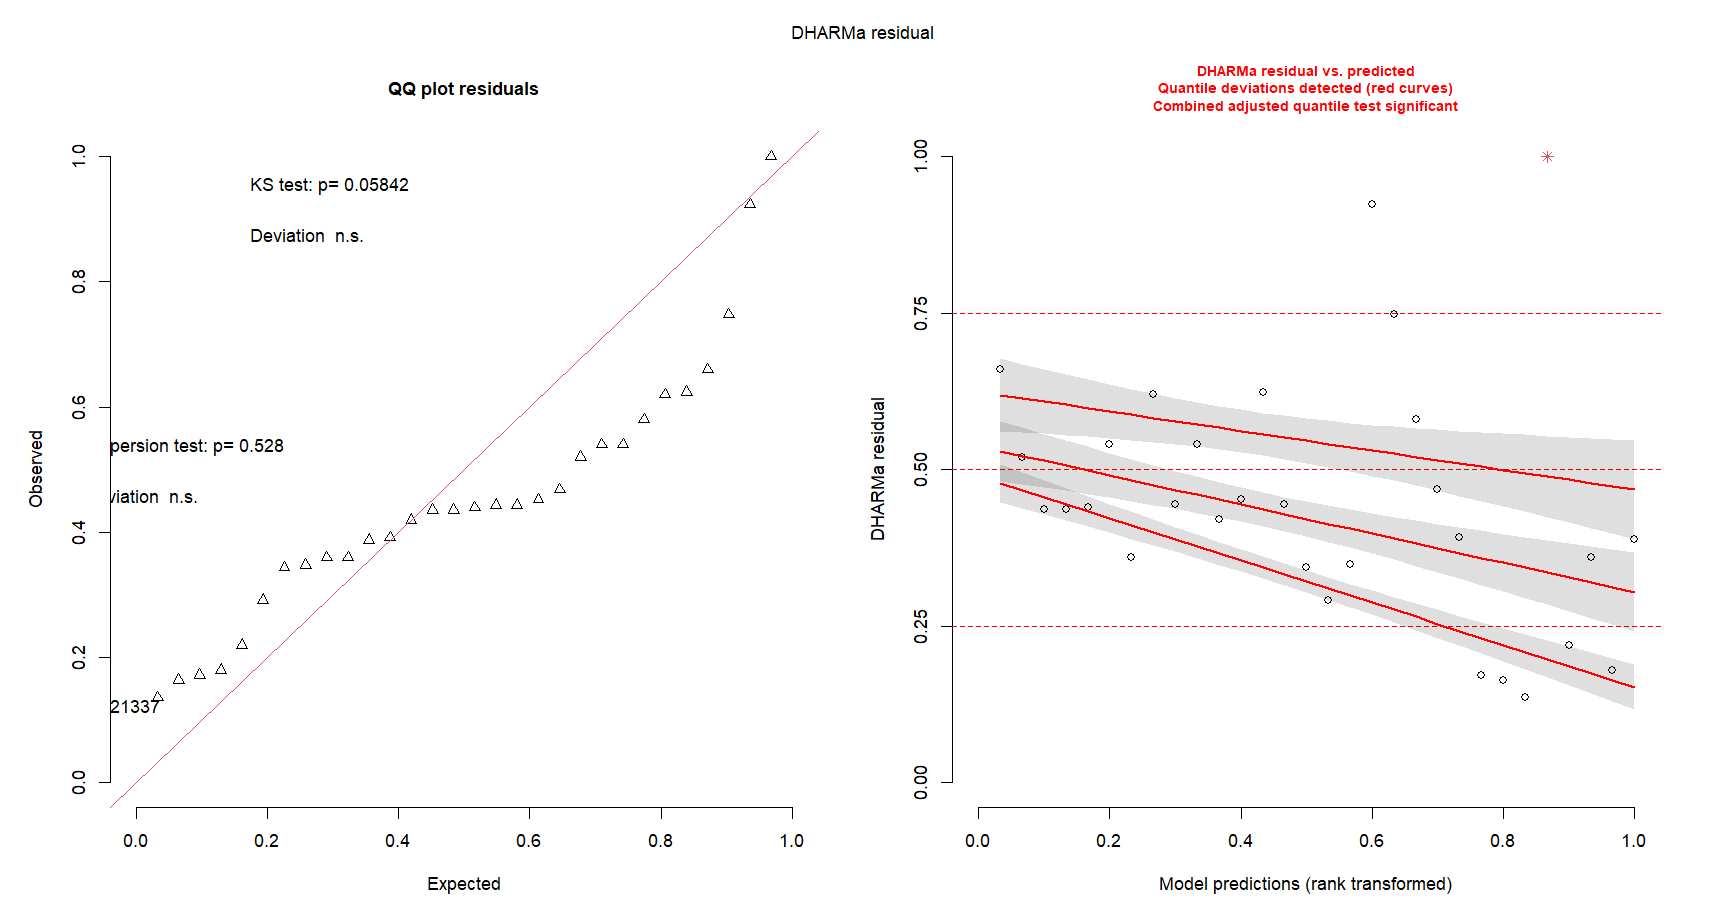 DHARMa residual
QQ plot residuals
KS test: p= 0.05842
Deviation  n.s.
persion test: p= 0.528
viation  n.s.
21337
Observed
0.0
0.2
0.4
0.6
0.8
1.0
0.0
0.2
0.4
0.6
0.8
1.0
Expected
DHARMa residual vs. predicted
Quantile deviations detected (red curves)
Combined adjusted quantile test significant
DHARMa residual
0.00
0.25
0.50
0.75
1.00
0.0
0.2
0.4
0.6
0.8
1.0
Model predictions (rank transformed)